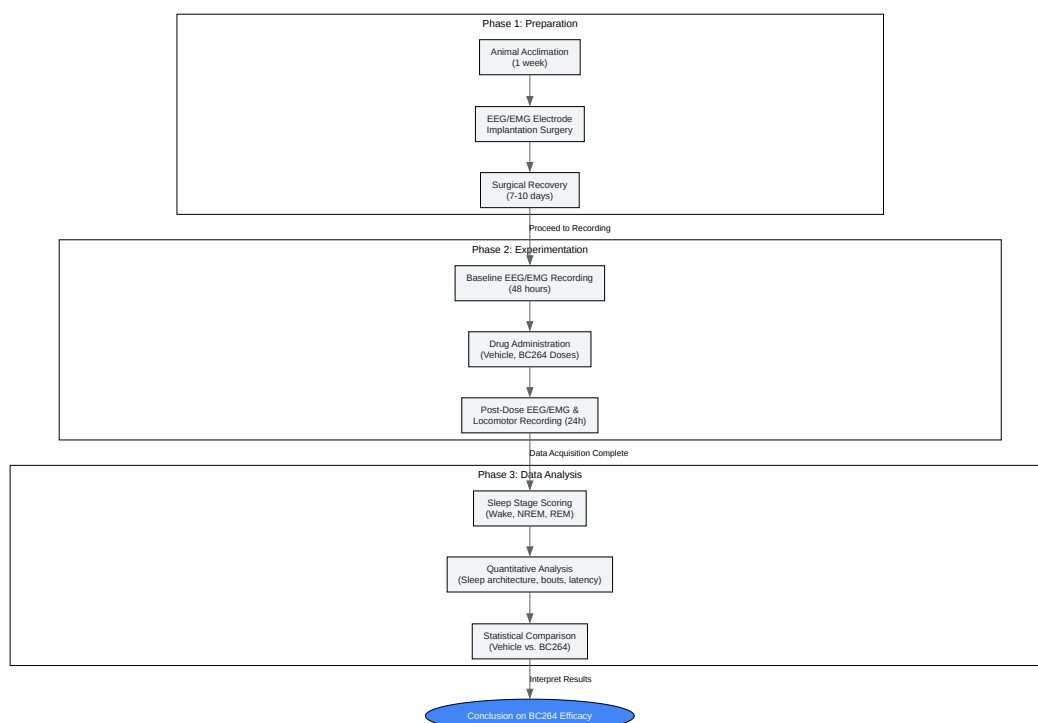 Phase 1: Preparation
Animal Acclimation
(1 week)
EEG/EMG Electrode
Implantation Surgery
Surgical Recovery
(7-10 days)
Proceed to Recording
Phase 2: Experimentation
Baseline EEG/EMG Recording
(48 hours)
Drug Administration
(Vehicle, BC264 Doses)
Post-Dose EEG/EMG &
Locomotor Recording (24h)
Data Acquisition Complete
Phase 3: Data Analysis
Sleep Stage Scoring
(Wake, NREM, REM)
Quantitative Analysis
(Sleep architecture, bouts, latency)
Statistical Comparison
(Vehicle vs. BC264)
Interpret Results
Conclusion on BC264 Efficacy